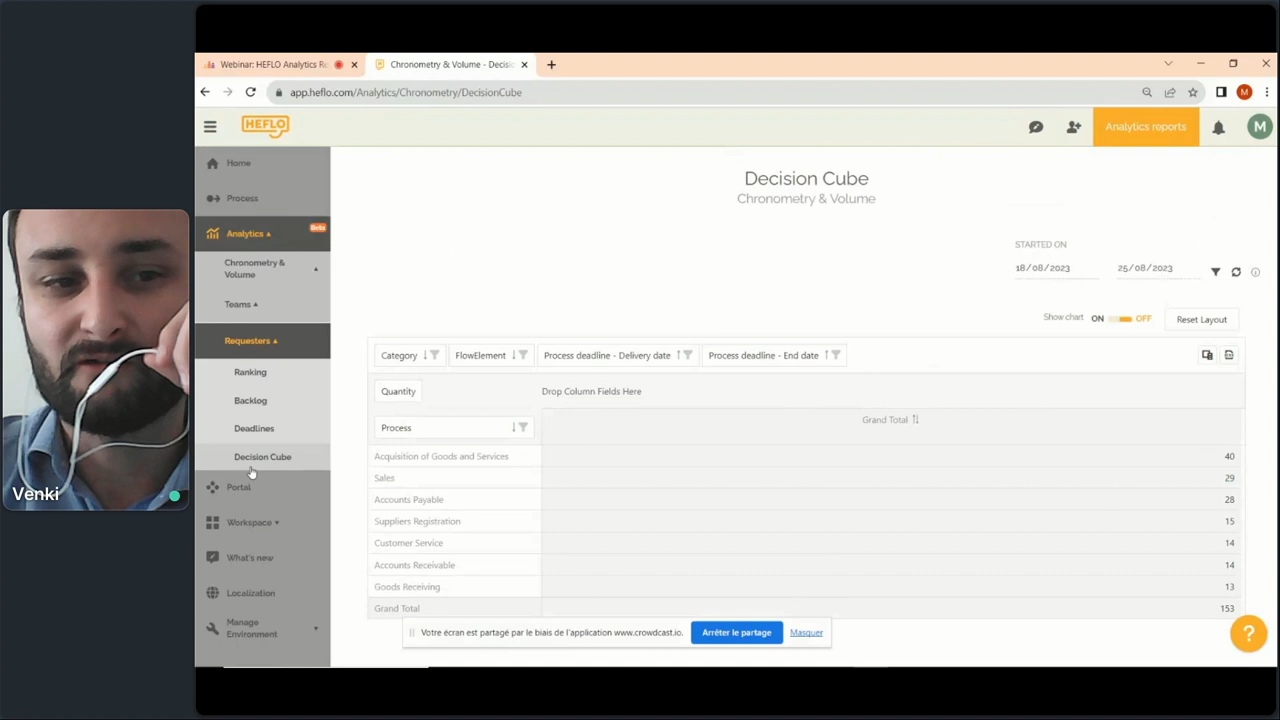 Webinar: HEFLO Analytics Re
Chronometry & Volume - Decisio
app.heflo.com/Analytics/Chronometry/DecisionCube
M
HEFLO
Analytics reports
M
Home
Process
Analytics
Beta
Chronometry &
Volume
Teams
Requesters
Ranking
Backlog
Deadlines
Decision Cube
Portal
Workspace
What's new
Localization
Manage
Environment
Decision Cube
Chronometry & Volume
STARTED ON
18/08/2023 25/08/2023
Show chart ON OFF Reset Layout
Category FlowElement Process deadline - Delivery date Process deadline - End date
Quantity Drop Column Fields Here
Process Grand Total
Acquisition of Goods and Services 40
Sales 29
Accounts Payable 28
Suppliers Registration 15
Customer Service 14
Accounts Receivable 14
Goods Receiving 13
Grand Total 153
Votre écran est partagé par le biais de l'application www.crowdcast.io. Arrêter le partage Masquer
?
Venki